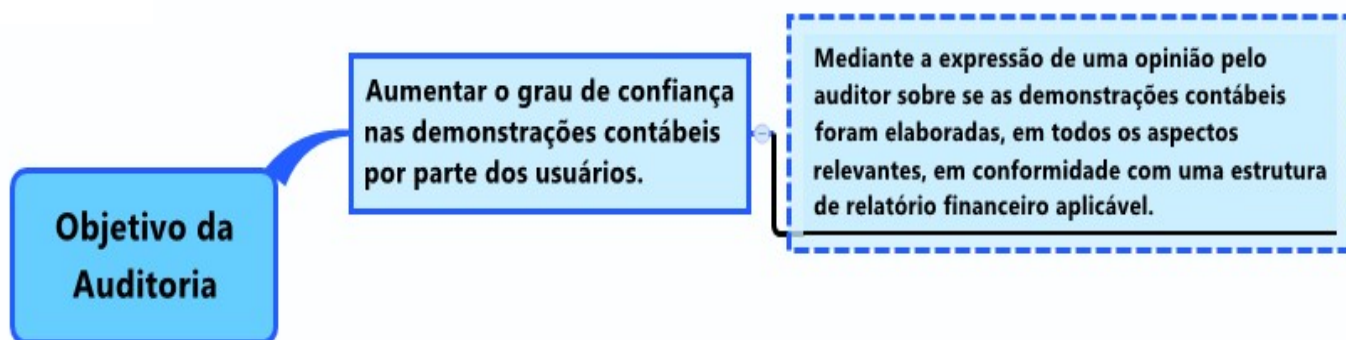 Objetivo da
Auditoria
Aumentar o grau de confiança
nas demonstrações contábeis
por parte dos usuários.
Mediante a expressão de uma opinião pelo
auditor sobre se as demonstrações contábeis
foram elaboradas, em todos os aspectos
relevantes, em conformidade com uma estrutura
de relatório financeiro aplicável.